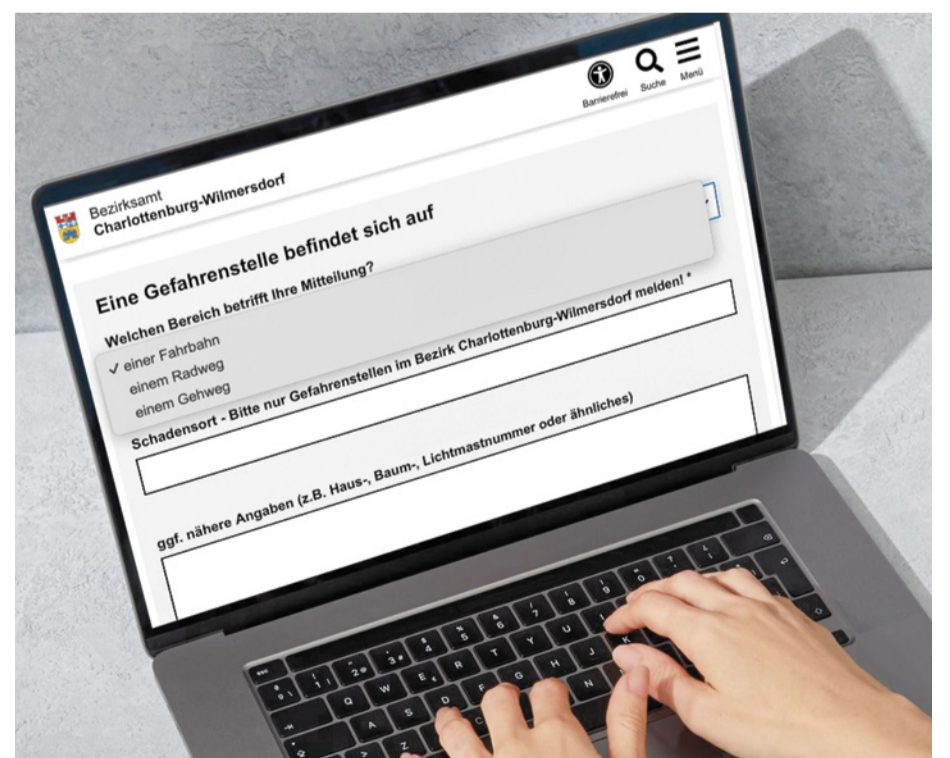 Barrierefrei
Suche
Menü
Bezirksamt
Charlottenburg-Wilmersdorf
Eine Gefahrenstelle befindet sich auf
Welchen Bereich betrifft Ihre Mitteilung?
✓ einer Fahrbahn
einem Radweg
einem Gehweg
Schadensort - Bitte nur Gefahrenstellen im Bezirk Charlottenburg-Wilmersdorf melden! *
ggf. nähere Angaben (z.B. Haus-, Baum-, Lichtmastnummer oder ähnliches)
esc
Q W E R T Y U
A S D F G H J K
Z C N